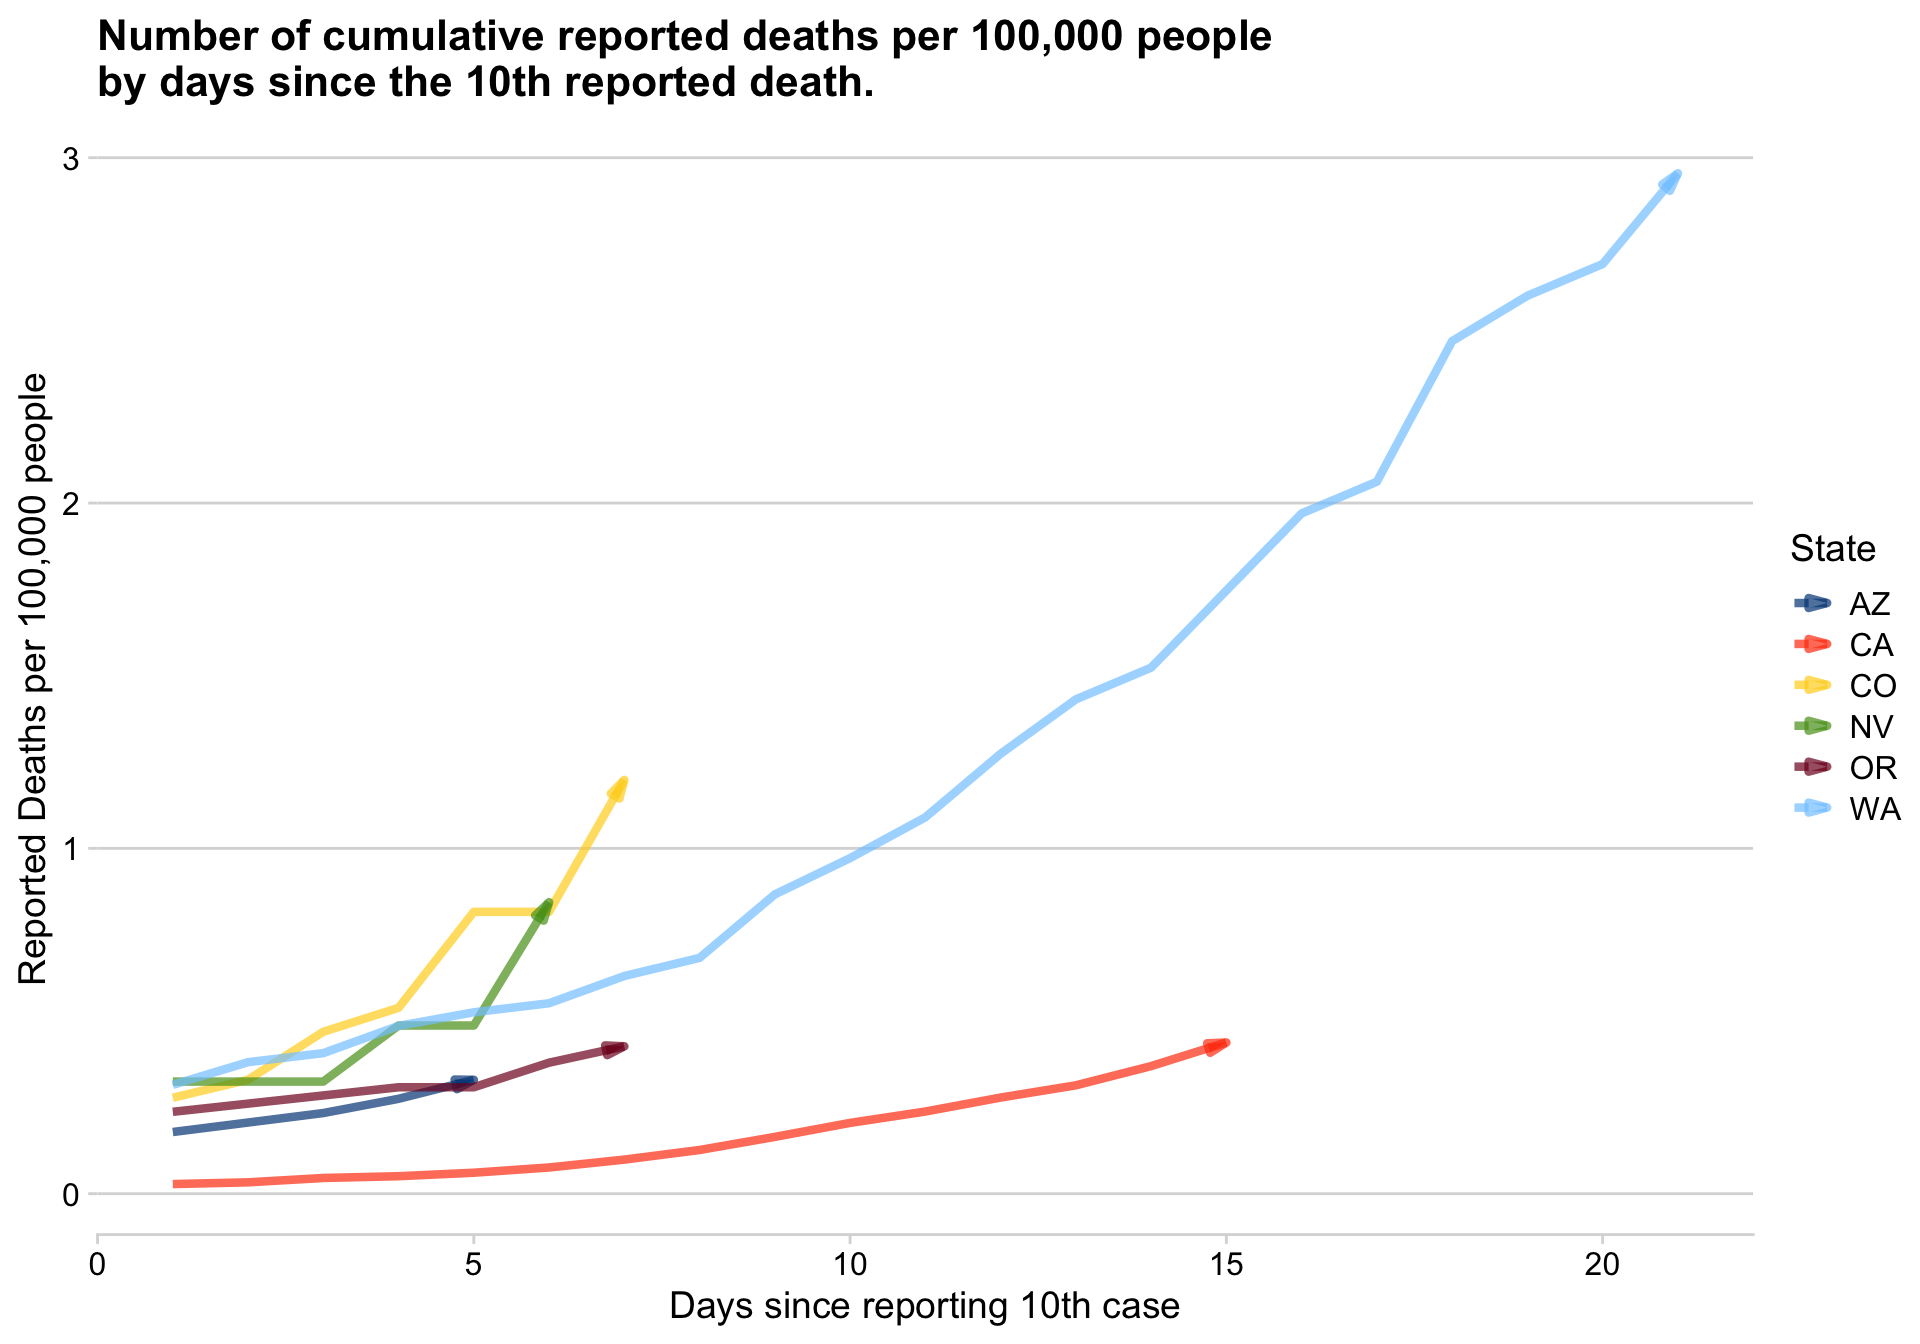 Number of cumulative reported deaths per 100,000 people
by days since the 10th reported death.
Reported Deaths per 100,000 people
3
2
1
0
0
5
10
15
20
Days since reporting 10th case
State
AZ
CA
CO
NV
OR
WA